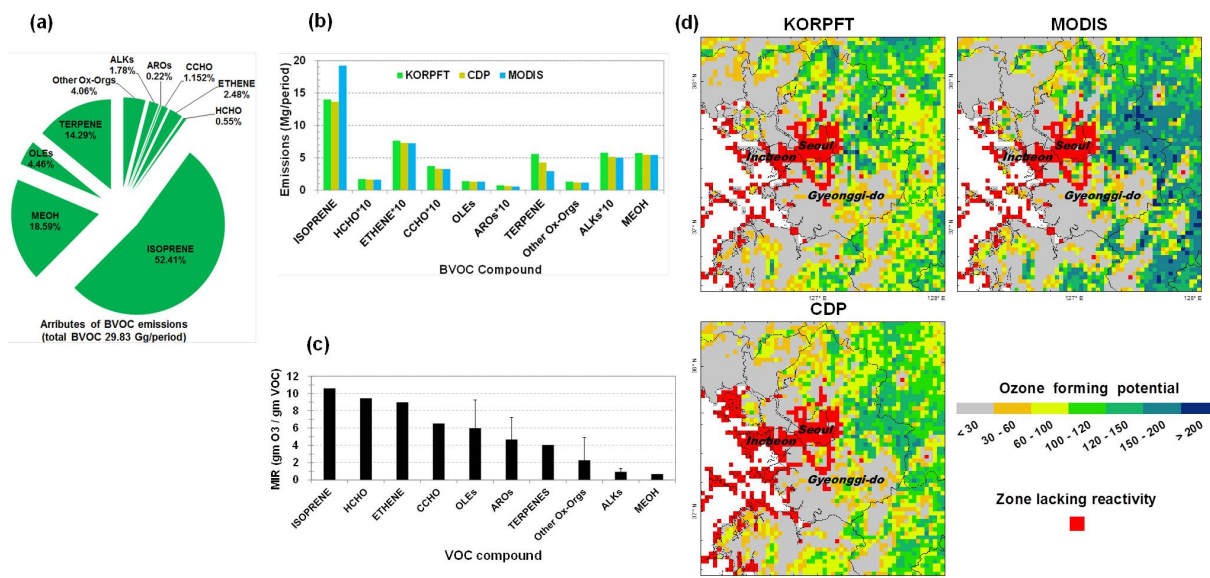 (a)
ALKs
1.78%
AROs
0.22%
CCHO
1.152%
ETHENE
2.48%
HCHO
0.55%
Other Ox-Orgs
4.06%
TERPENE
14.29%
OLEs
4.46%
MEOH
18.59%
ISOPRENE
52.41%
Arributes of BVOC emissions
(total BVOC 29.83 Gg/period)
(b)
Emissions (Mg/period)
20
15
10
5
0
KORPFT CDP MODIS
ISOPRENE
HCHO*10
ETHENE*10
CCHO*10
OLEs
AROs*10
TERPENE
Other Ox-Orgs
ALKs*10
MEOH
BVOC Compound
(c)
MIR (gm O3 / gm VOC)
12
10
8
6
4
2
0
ISOPRENE
HCHO
ETHENE
CCHO
OLEs
AROs
TERPENES
Other Ox-Orgs
ALKs
MEOH
VOC compound
(d)
KORPFT
Seoul
Incheon
Gyeonggi-do
37° N
127° E
128° E
MODIS
Seoul
Incheon
Gyeonggi-do
37° N
127° E
CDP
Seoul
Incheon
Gyeonggi-do
37° N
Ozone forming potential
< 30
30 - 60
60 - 100
100 - 120
120 - 150
150 - 200
> 200
Zone lacking reactivity